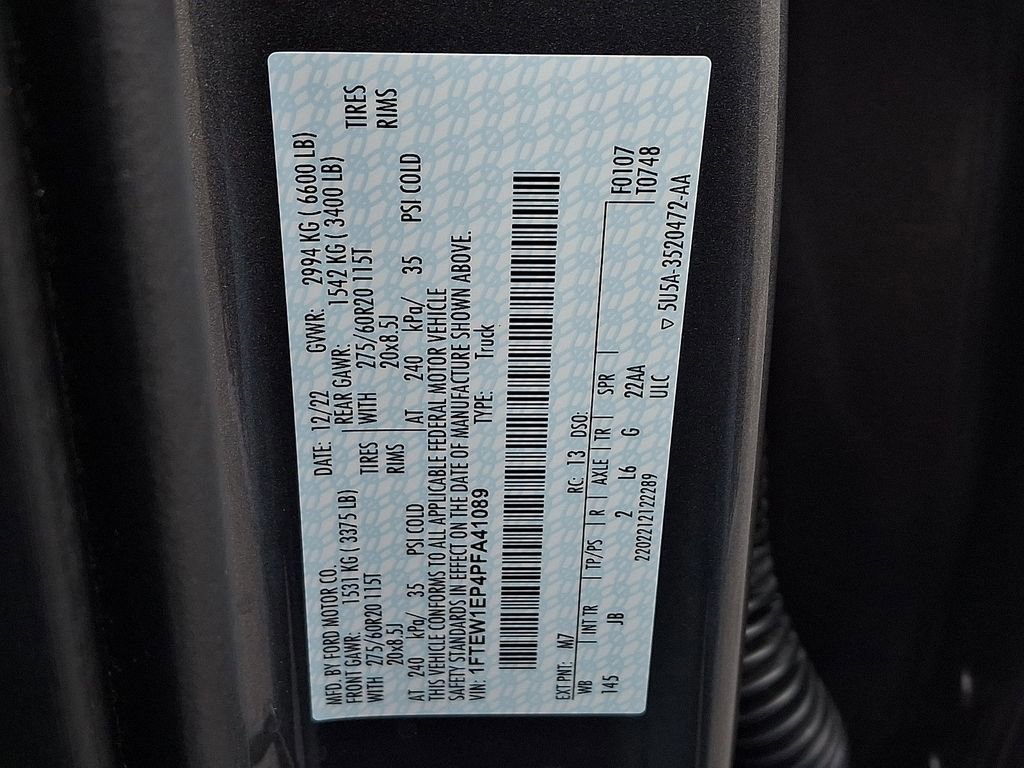 MFD. BY FORD MOTOR CO. DATE: 12/22 GVWR: 2994 KG ( 6600 LB)
FRONT GAWR: 1531 KG ( 3375 LB) REAR GAWR: 1542 KG ( 3400 LB)
WITH 275/60R20 115T TIRES WITH 275/60R20 115T TIRES
20x8.5J RIMS 20x8.5J RIMS
AT 240 kPa/ 35 PSI COLD AT 240 kPa/ 35 PSI COLD
THIS VEHICLE CONFORMS TO ALL APPLICABLE FEDERAL MOTOR VEHICLE
SAFETY STANDARDS IN EFFECT ON THE DATE OF MANUFACTURE SHOWN ABOVE.
VIN: 1FTEW1EP4PFA41089 TYPE: Truck
EXT PNT: M7 RC: 13 DSO:
WB INT TR TP/PS R AXLE TR SPR F0107
145 JB 2 L6 G 22AA T0748
2202212122289 ULC ▽ 5U5A-3520472-AA